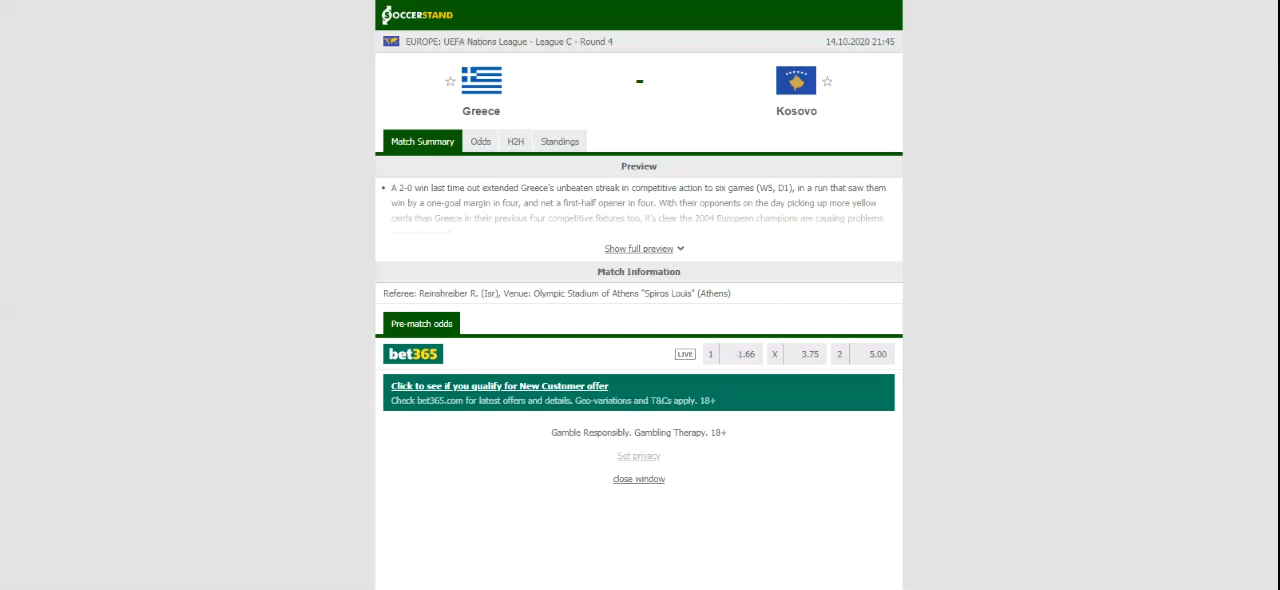 SOCCERSTAND
EUROPE: UEFA Nations League - League C - Round 4 14.10.2020 21:45
-
Greece Kosovo
Match Summary Odds H2H Standings
Preview
• A 2-0 win last time out extended Greece's unbeaten streak in competitive action to six games (W5, D1), in a run that saw them
win by a one-goal margin in four, and net a first-half opener in four. With their opponents on the day picking up more yellow
cards than Greece in their previous four competitive fixtures too, it's clear the 2004 European champions are causing problems
Show full preview
Match Information
Referee: Reinshreiber R. (Isr), Venue: Olympic Stadium of Athens "Spiros Louis" (Athens)
Pre-match odds
bet365 LIVE 1 1.66 X 3.75 2 5.00
Click to see if you qualify for New Customer offer
Check bet365.com for latest offers and details. Geo-variations and T&Cs apply. 18+
Gamble Responsibly. Gambling Therapy. 18+
Set privacy
close window